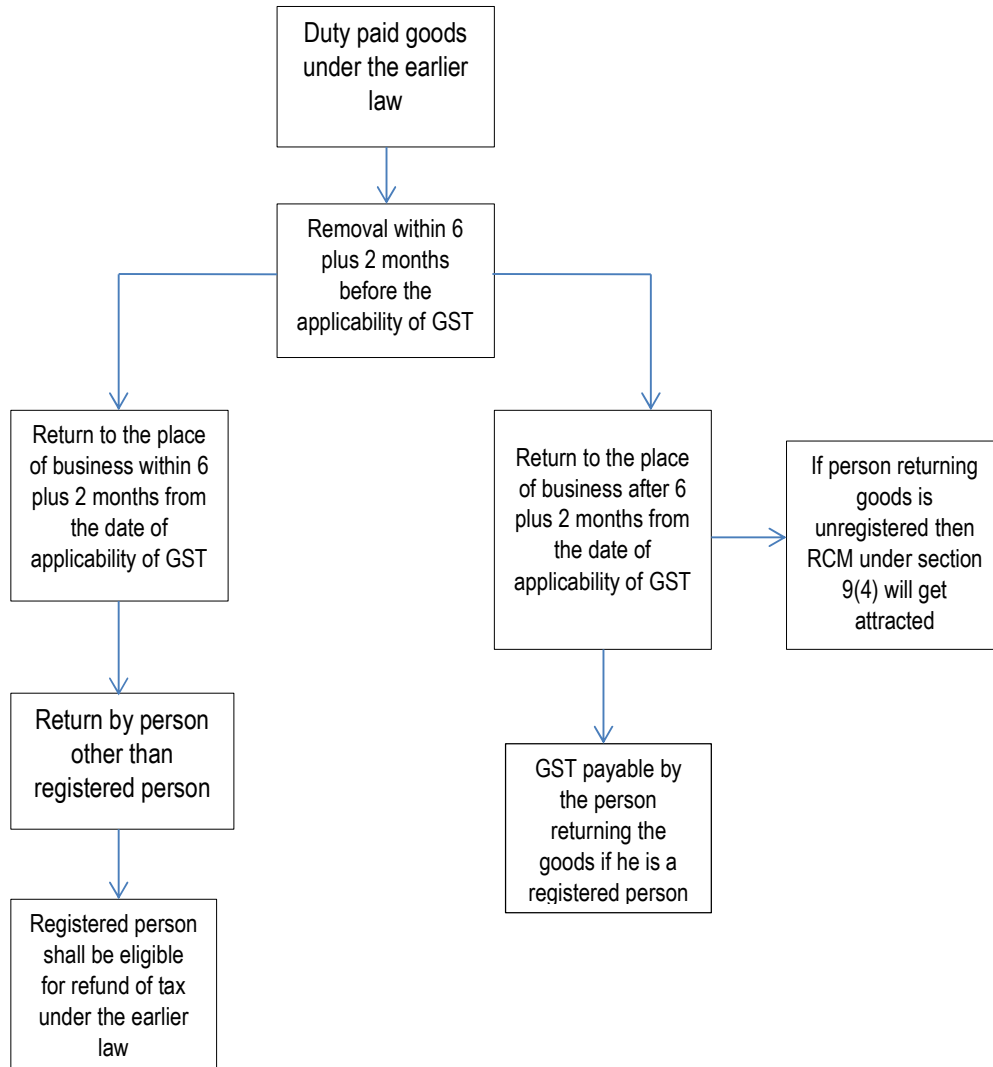 Duty paid goods
under the earlier
law
Removal within 6
plus 2 months
before the
applicability of GST
Return to the place
of business within 6
plus 2 months from
the date of
applicability of GST
Return to the place
of business after 6
plus 2 months from
the date of
applicability of GST
If person returning
goods is
unregistered then
RCM under section
9(4) will get
attracted
Return by person
other than
registered person
GST payable by
the person
returning the
goods if he is a
registered person
Registered person
shall be eligible
for refund of tax
under the earlier
law